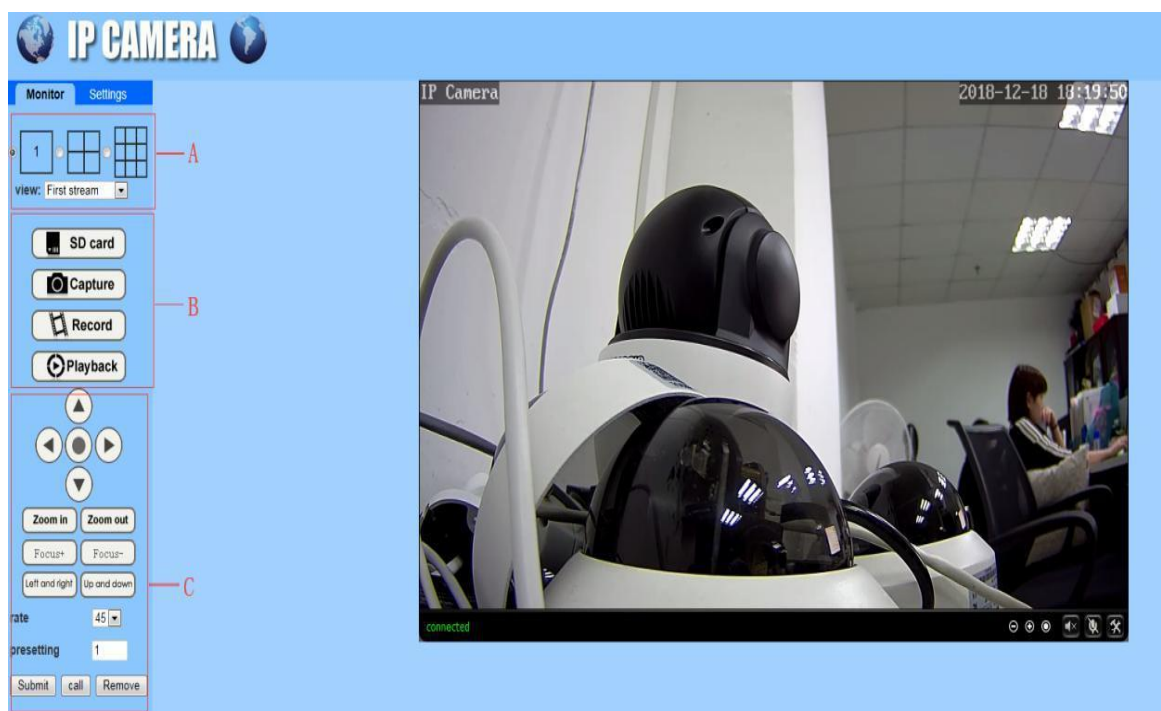 IP CAMERA
Monitor Settings
1
view: First stream
A
SD card
Capture
Record
Playback
B
Zoom in Zoom out
Focus+ Focus-
Left and right Up and down
C
rate 45
presetting 1
Submit call Remove
IP Camera 2018-12-18 18:19:50
connected